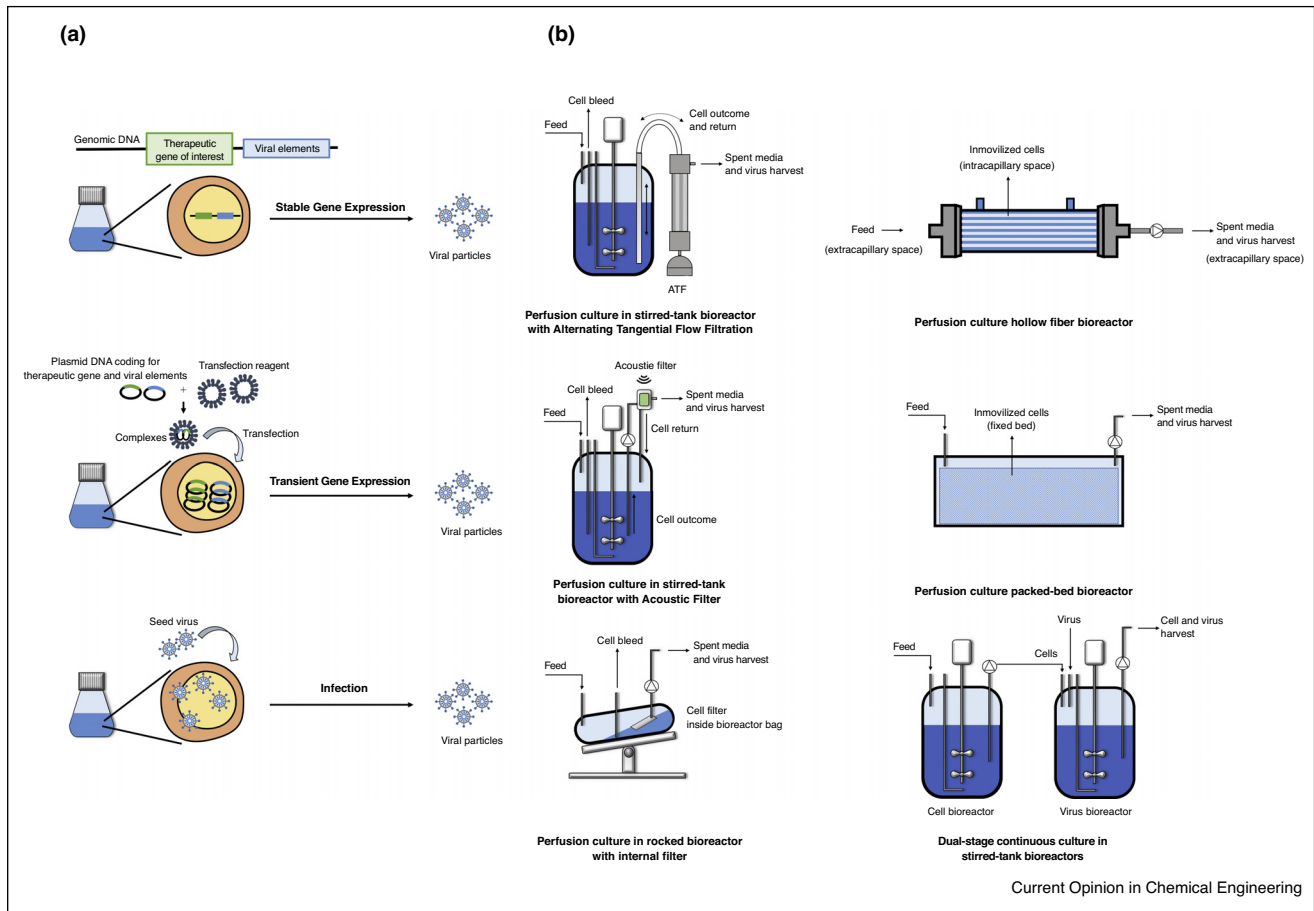 (a)
Genomic DNA
Therapeutic
gene of interest
Viral elements
Stable Gene Expression
Viral particles
Plasmid DNA coding for
therapeutic gene and viral elements
+
Transfection reagent
Complexes
Transfection
Transient Gene Expression
Viral particles
Seed virus
Infection
Viral particles
(b)
Cell bleed
Feed
Cell outcome
and return
Spent media
and virus harvest
ATF
Perfusion culture in stirred-tank bioreactor
with Alternating Tangential Flow Filtration
Inmovilized cells
(intracapillary space)
Feed
(extracapillary space)
Spent media
and virus harvest
(extracapillary space)
Perfusion culture hollow fiber bioreactor
Acoustic filter
Cell bleed
Feed
Spent media
and virus harvest
Cell return
Cell outcome
Perfusion culture in stirred-tank
bioreactor with Acoustic Filter
Feed
Inmovilized cells
(fixed bed)
Spent media
and virus harvest
Perfusion culture packed-bed bioreactor
Cell bleed
Feed
Spent media
and virus harvest
Cell filter
inside bioreactor bag
Perfusion culture in rocked bioreactor
with internal filter
Virus
Feed
Cells
Cell and virus
harvest
Cell bioreactor
Virus bioreactor
Dual-stage continuous culture in
stirred-tank bioreactors
Current Opinion in Chemical Engineering